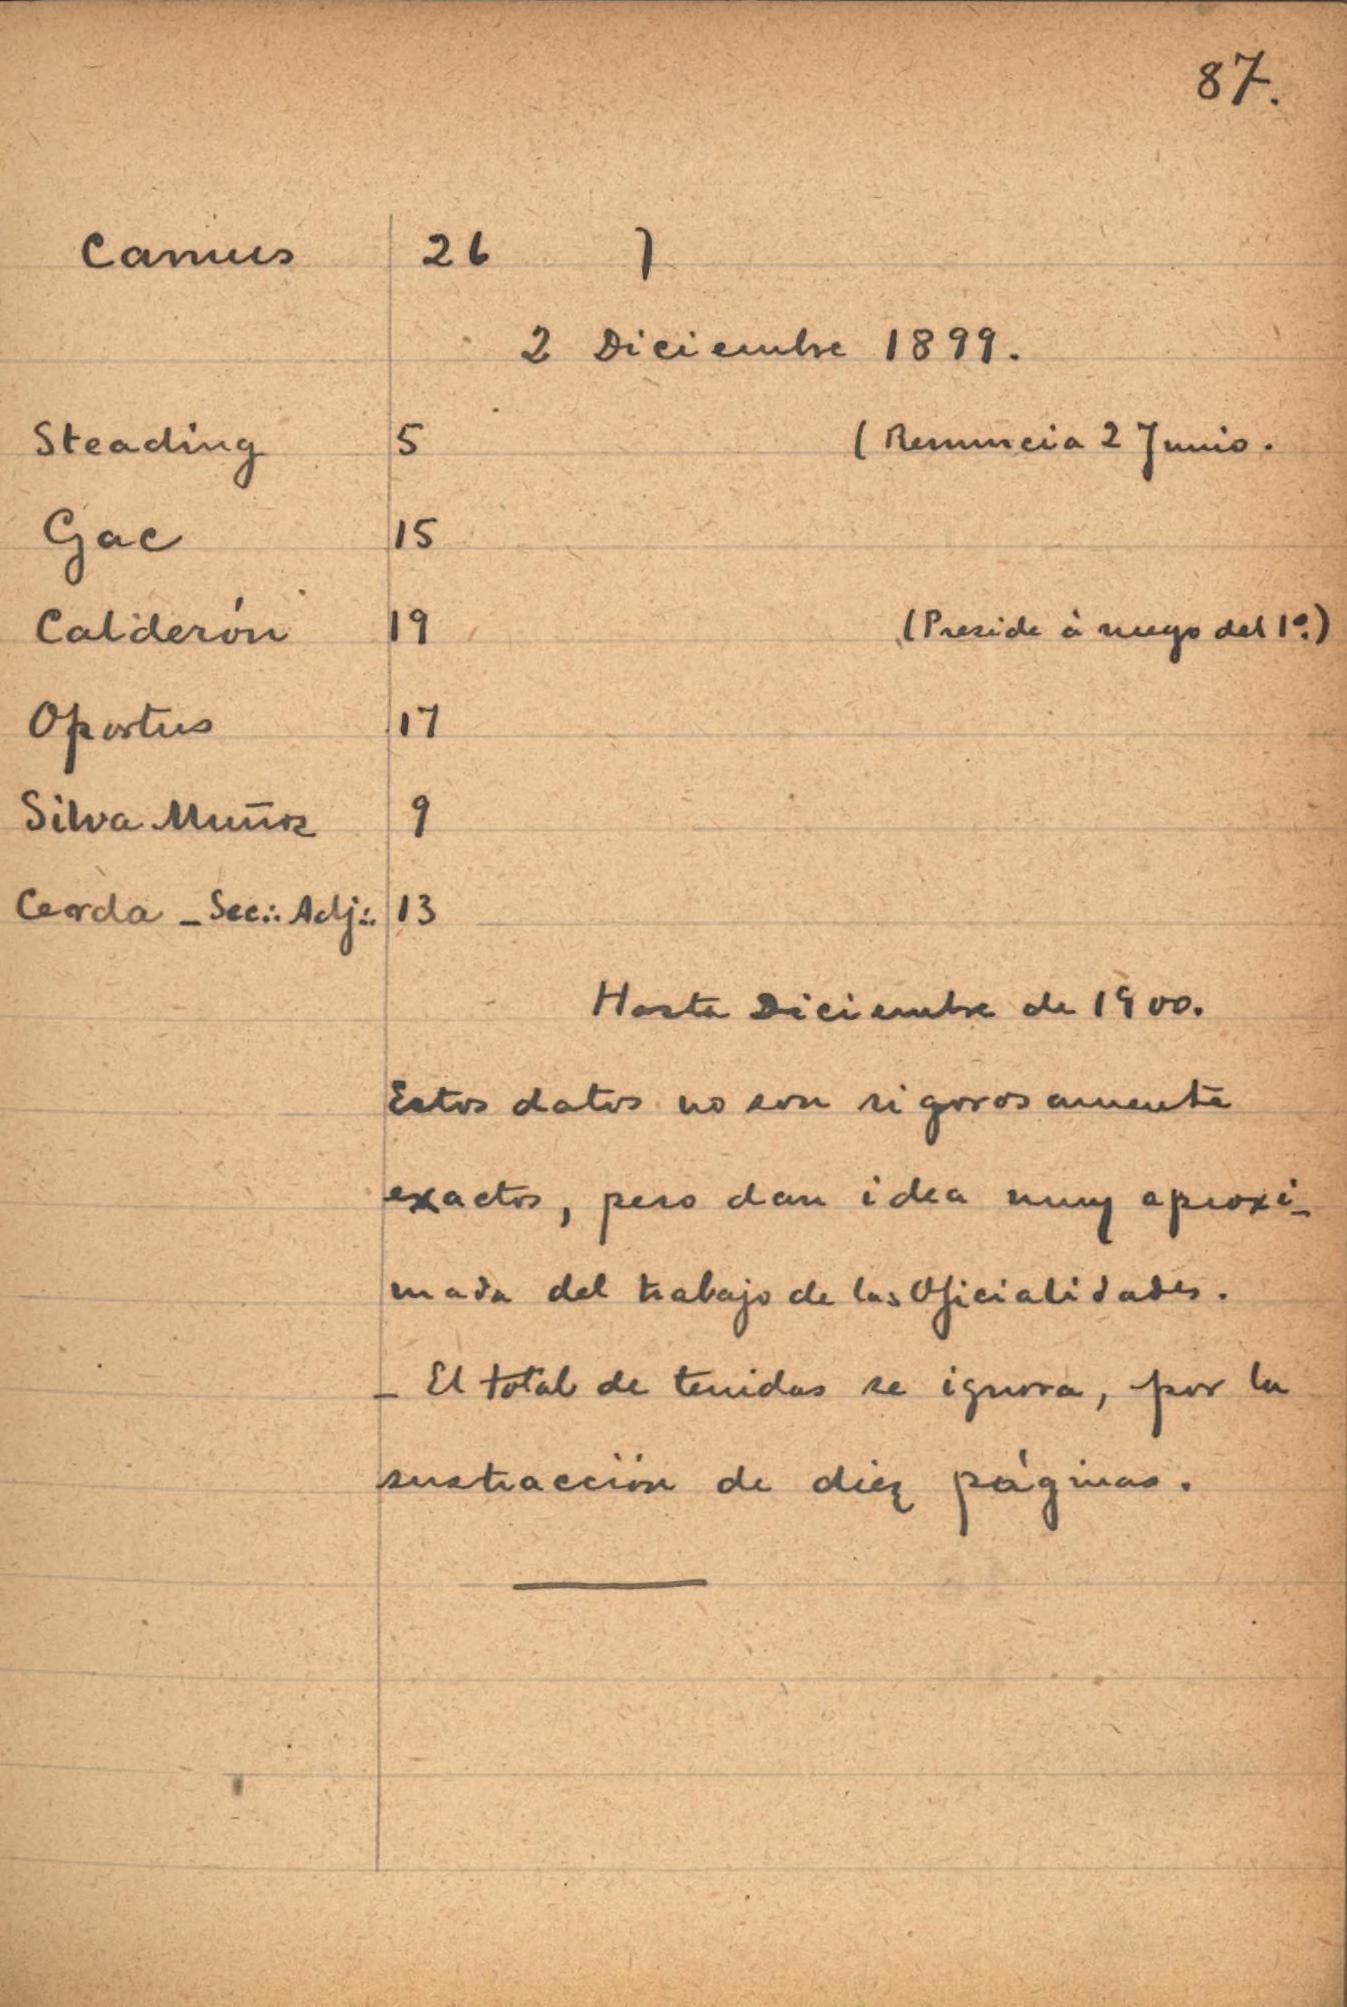 87.
Camus 26 )
2 Diciembre 1899.
Steading 5 (Renuncia 2 Junio.
Gac 15
Calderón 19 (Preside à ruego del 1º.)
Oportus 17
Silva Muñoz 9
Cerda _ Sec∴ Adj∴ 13
Hasta Diciembre de 1900.
Estos datos no son rigorosamente
exactos, pero dan idea muy aproxi_
mada del trabajo de las Oficialidades.
_ El total de tenidas se ignora, por la
sustracción de diez páginas.